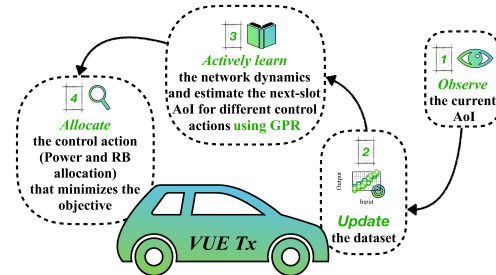 1
Observe
the current
AoI
2
Output
Input
Update
the dataset
3
Actively learn
the network dynamics
and estimate the next-slot
AoI for different control
actions using GPR
4
Allocate
the control action
(Power and RB
allocation)
that minimizes the
objective
VUE Tx